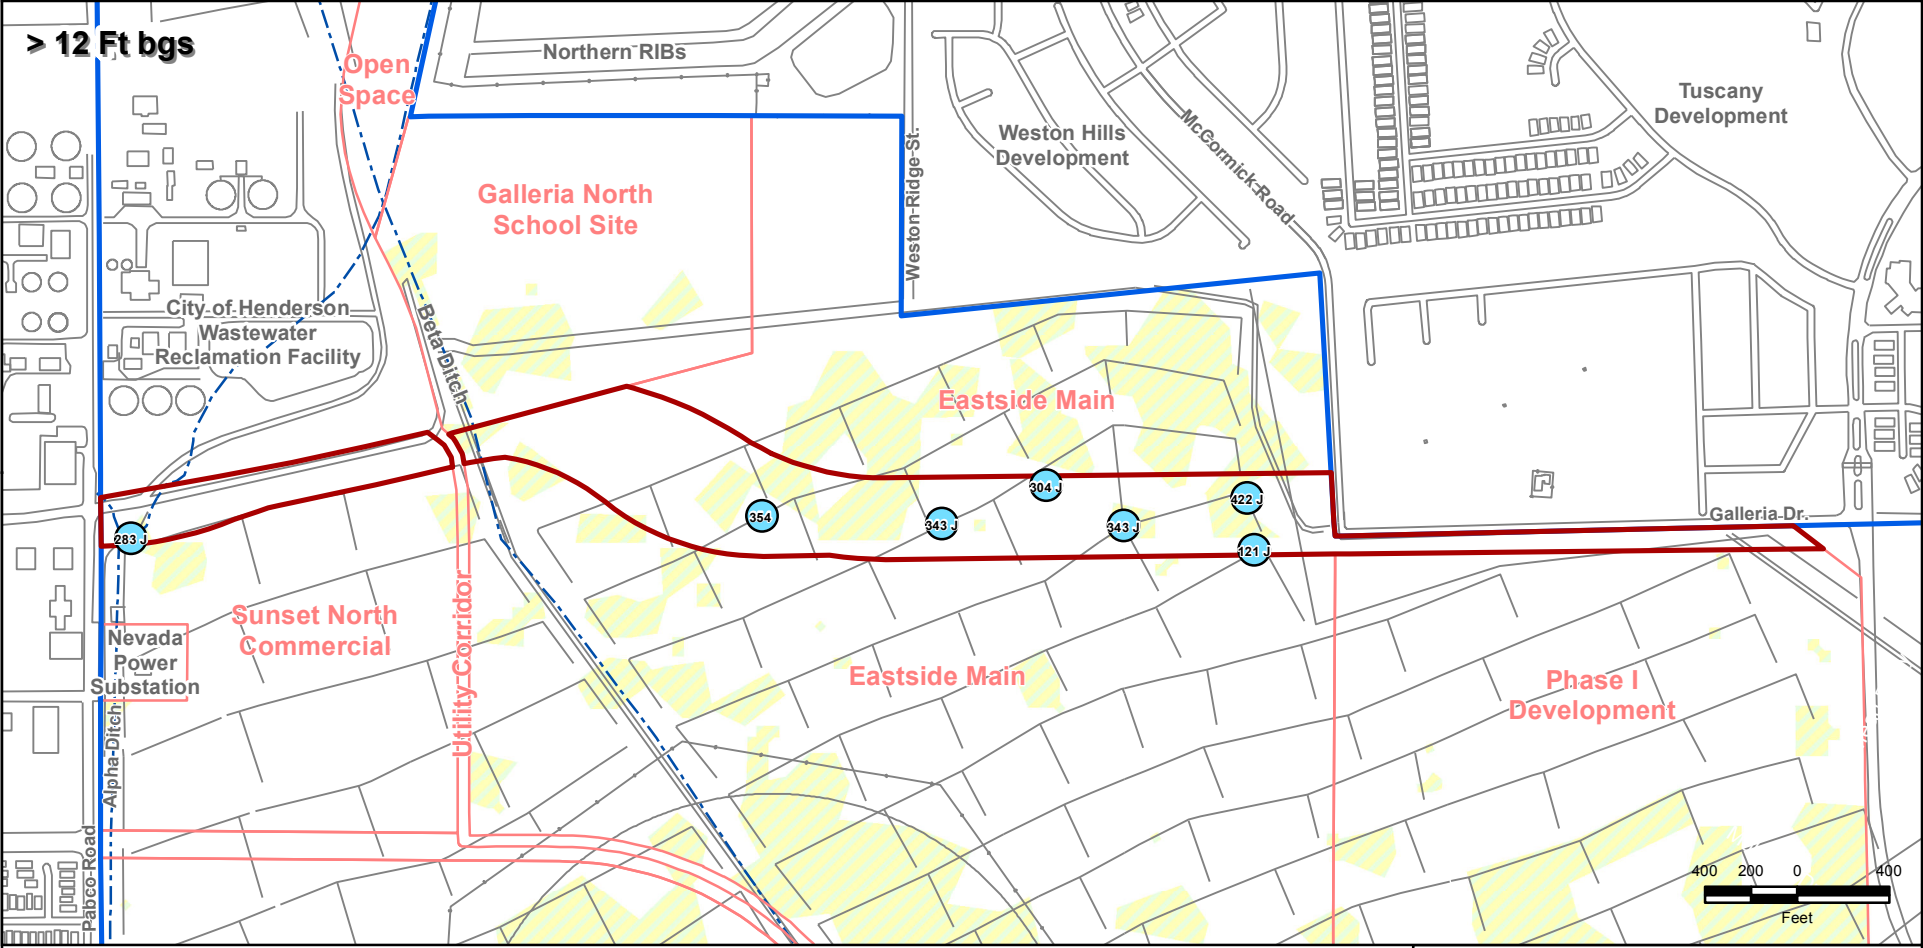 > 12 Ft bgs
Open
Space
Northern RIBs
Weston Hills
Development
McCormick Road
Weston Ridge St.
Tuscany
Development
Galleria North
School Site
City of Henderson
Wastewater
Reclamation Facility
Beta Ditch
Eastside Main
304 J
422 J
354
343 J
343 J
121 J
283 J
Galleria Dr.
Sunset North
Commercial
Utility Corridor
Nevada
Power
Substation
Alpha Ditch
Pabco Road
Eastside Main
Phase I
Development
400 200 0 400
Feet